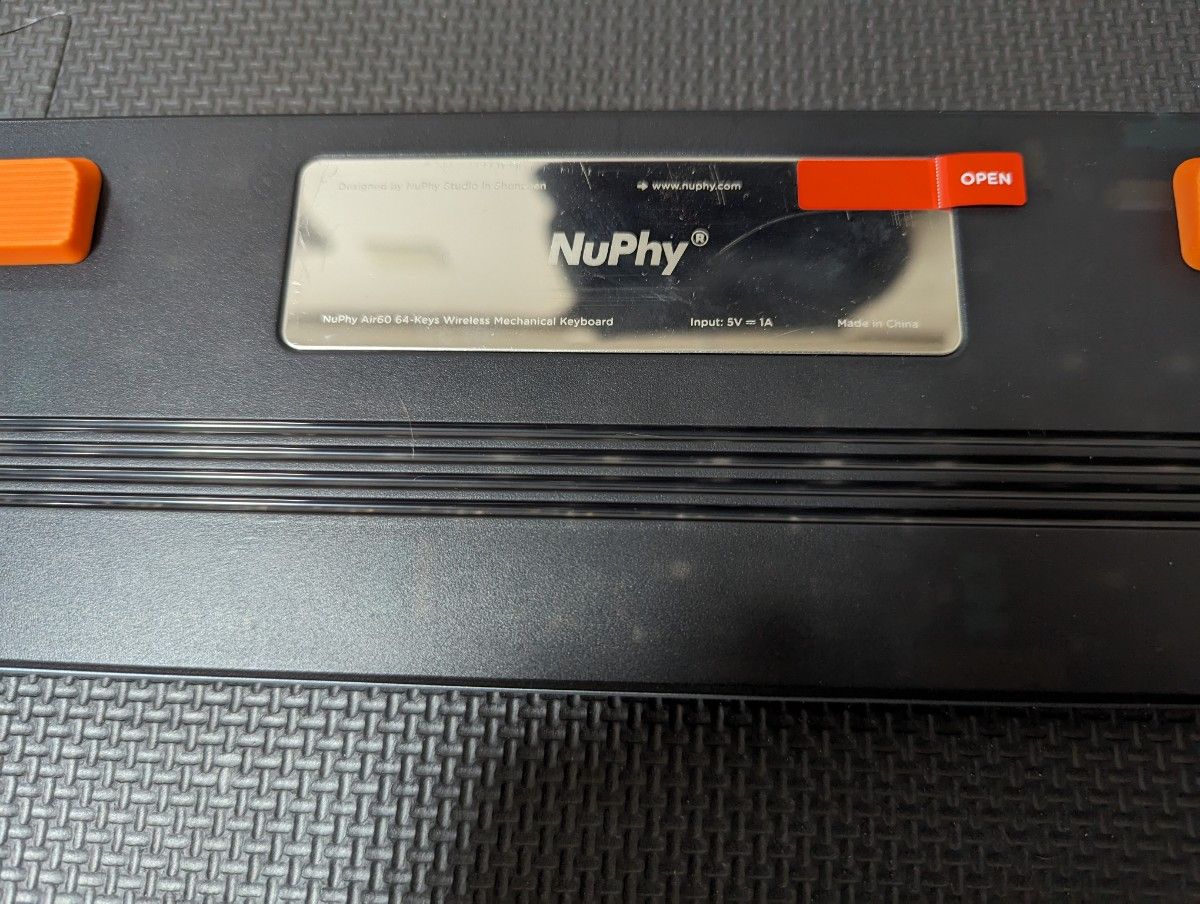 Designed by NuPhy Studio in Shenzhen
➔ www.nuphy.com
OPEN
NuPhy®
NuPhy Air60 64-Keys Wireless Mechanical Keyboard
Input: 5V ⎓ 1A
Made in China